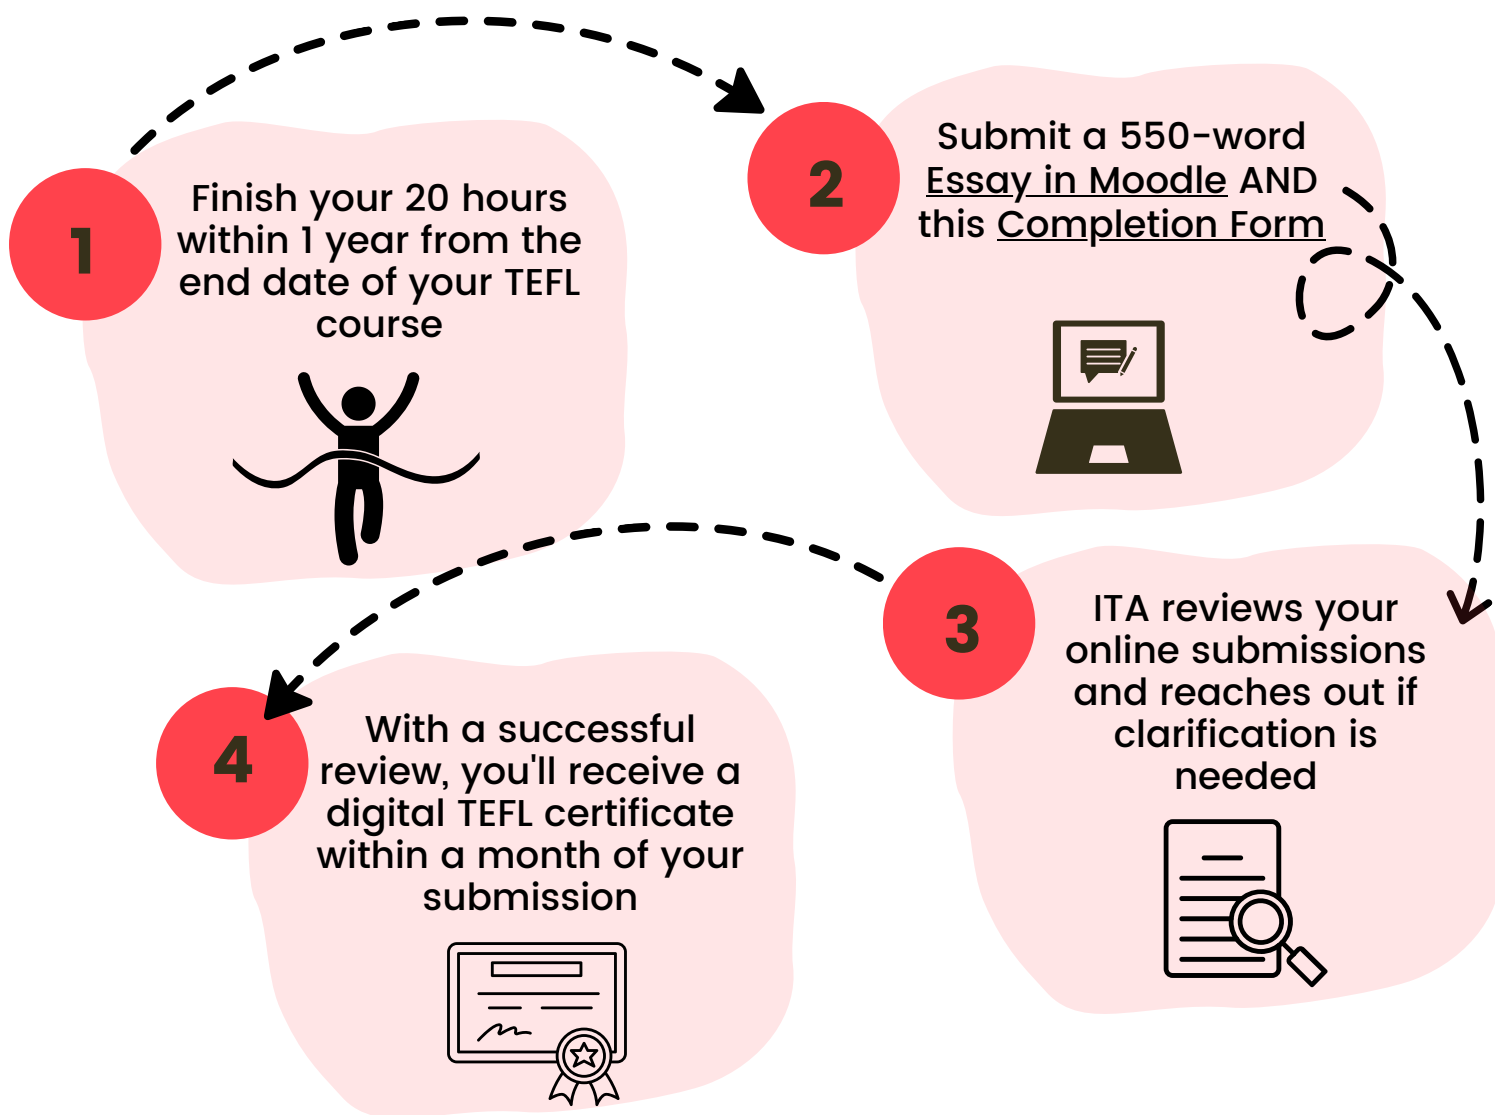 1
Finish your 20 hours
within 1 year from the
end date of your TEFL
course
2
Submit a 550-word
Essay in Moodle AND
this Completion Form
3
ITA reviews your
online submissions
and reaches out if
clarification is
needed
4
With a successful
review, you'll receive a
digital TEFL certificate
within a month of your
submission